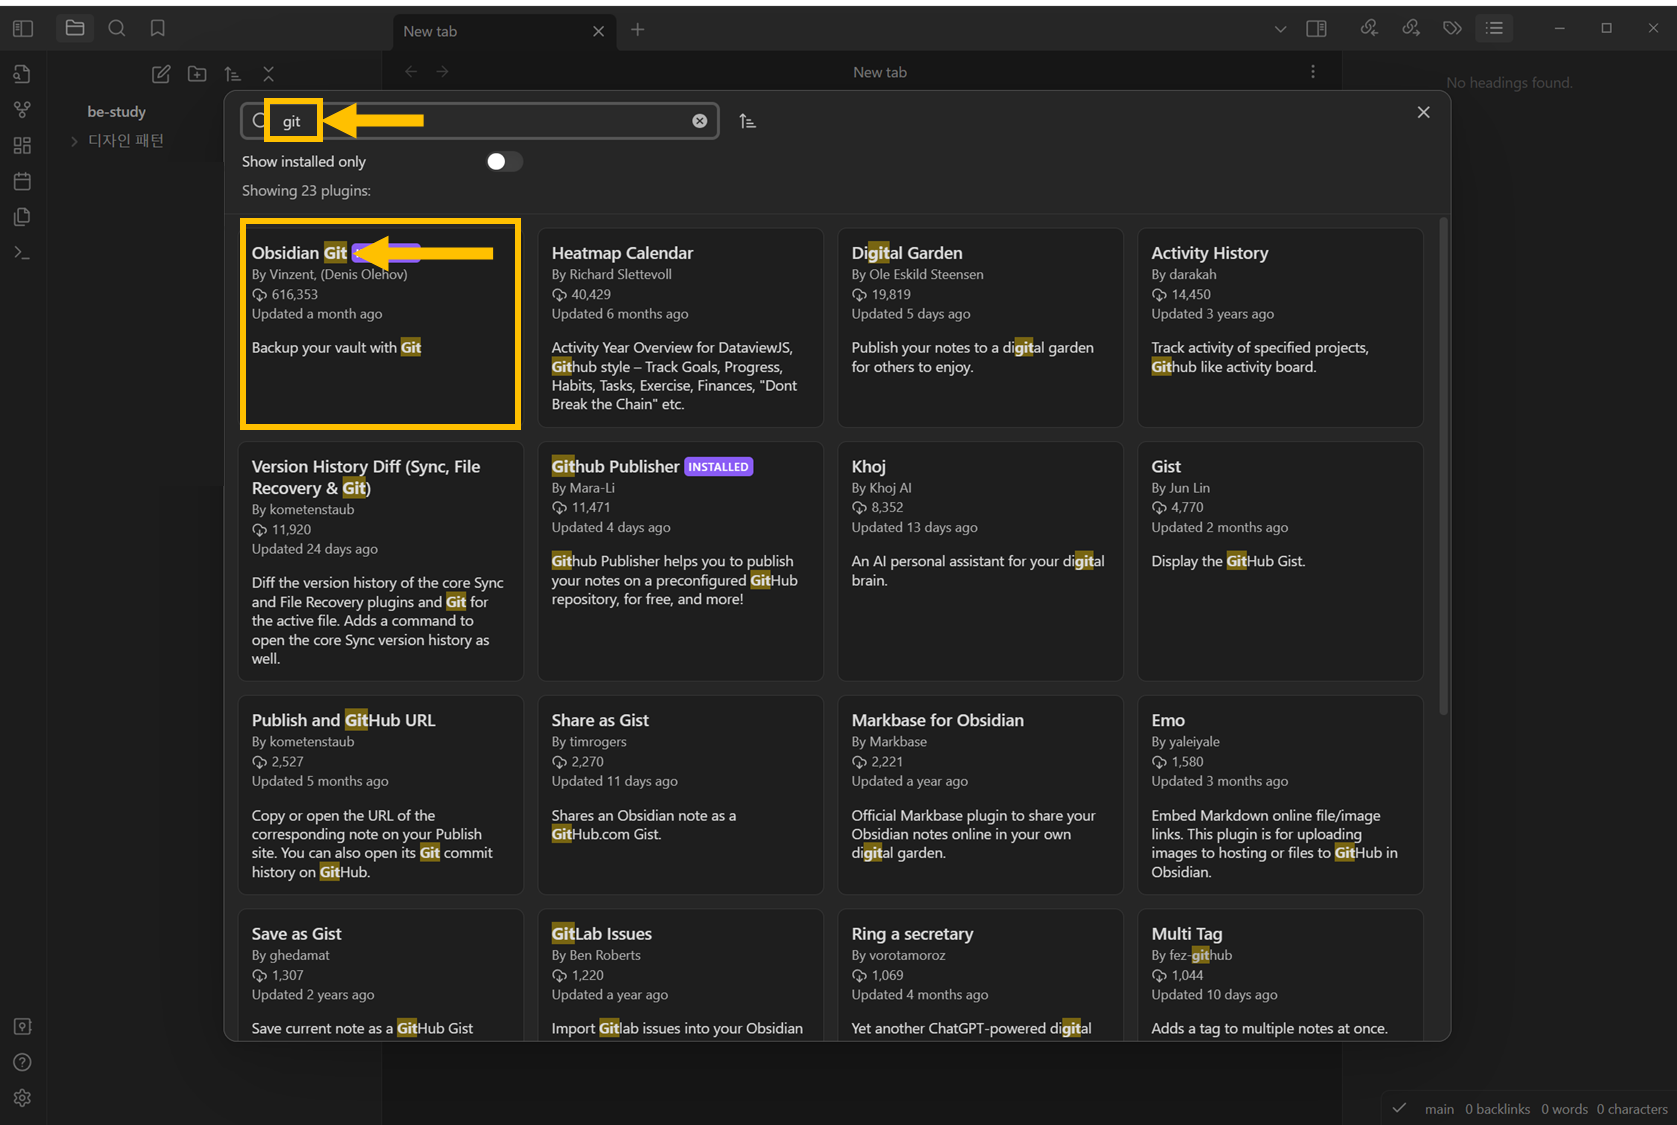 New tab
New tab
No headings found.
be-study
디자인 패턴
git
Show installed only
Showing 23 plugins:
Obsidian Git
By Vinzent, (Denis Olehov)
616,353
Updated a month ago
Backup your vault with Git
Heatmap Calendar
By Richard Slettevoll
40,429
Updated 6 months ago
Activity Year Overview for DataviewJS,
Github style – Track Goals, Progress,
Habits, Tasks, Exercise, Finances, "Dont
Break the Chain" etc.
Digital Garden
By Ole Eskild Steensen
19,819
Updated 5 days ago
Publish your notes to a digital garden
for others to enjoy.
Activity History
By darakah
14,450
Updated 3 years ago
Track activity of specified projects,
Github like activity board.
Version History Diff (Sync, File
Recovery & Git)
By kometenstaub
11,920
Updated 24 days ago
Diff the version history of the core Sync
and File Recovery plugins and Git for
the active file. Adds a command to
open the core Sync version history as
well.
Github Publisher INSTALLED
By Mara-Li
11,471
Updated 4 days ago
Github Publisher helps you to publish
your notes on a preconfigured GitHub
repository, for free, and more!
Khoj
By Khoj AI
8,352
Updated 13 days ago
An AI personal assistant for your digital
brain.
Gist
By Jun Lin
4,770
Updated 2 months ago
Display the GitHub Gist.
Publish and GitHub URL
By kometenstaub
2,527
Updated 5 months ago
Copy or open the URL of the
corresponding note on your Publish
site. You can also open its Git commit
history on GitHub.
Share as Gist
By timrogers
2,270
Updated 11 days ago
Shares an Obsidian note as a
GitHub.com Gist.
Markbase for Obsidian
By Markbase
2,221
Updated a year ago
Official Markbase plugin to share your
Obsidian notes online in your own
digital garden.
Emo
By yaleiyale
1,580
Updated 3 months ago
Embed Markdown online file/image
links. This plugin is for uploading
images to hosting or files to GitHub in
Obsidian.
Save as Gist
By ghedamat
1,307
Updated 2 years ago
Save current note as a GitHub Gist
GitLab Issues
By Ben Roberts
1,220
Updated a year ago
Import Gitlab issues into your Obsidian
Ring a secretary
By vorotamoroz
1,069
Updated 4 months ago
Yet another ChatGPT-powered digital
Multi Tag
By fez-github
1,044
Updated 10 days ago
Adds a tag to multiple notes at once.
main 0 backlinks 0 words 0 characters